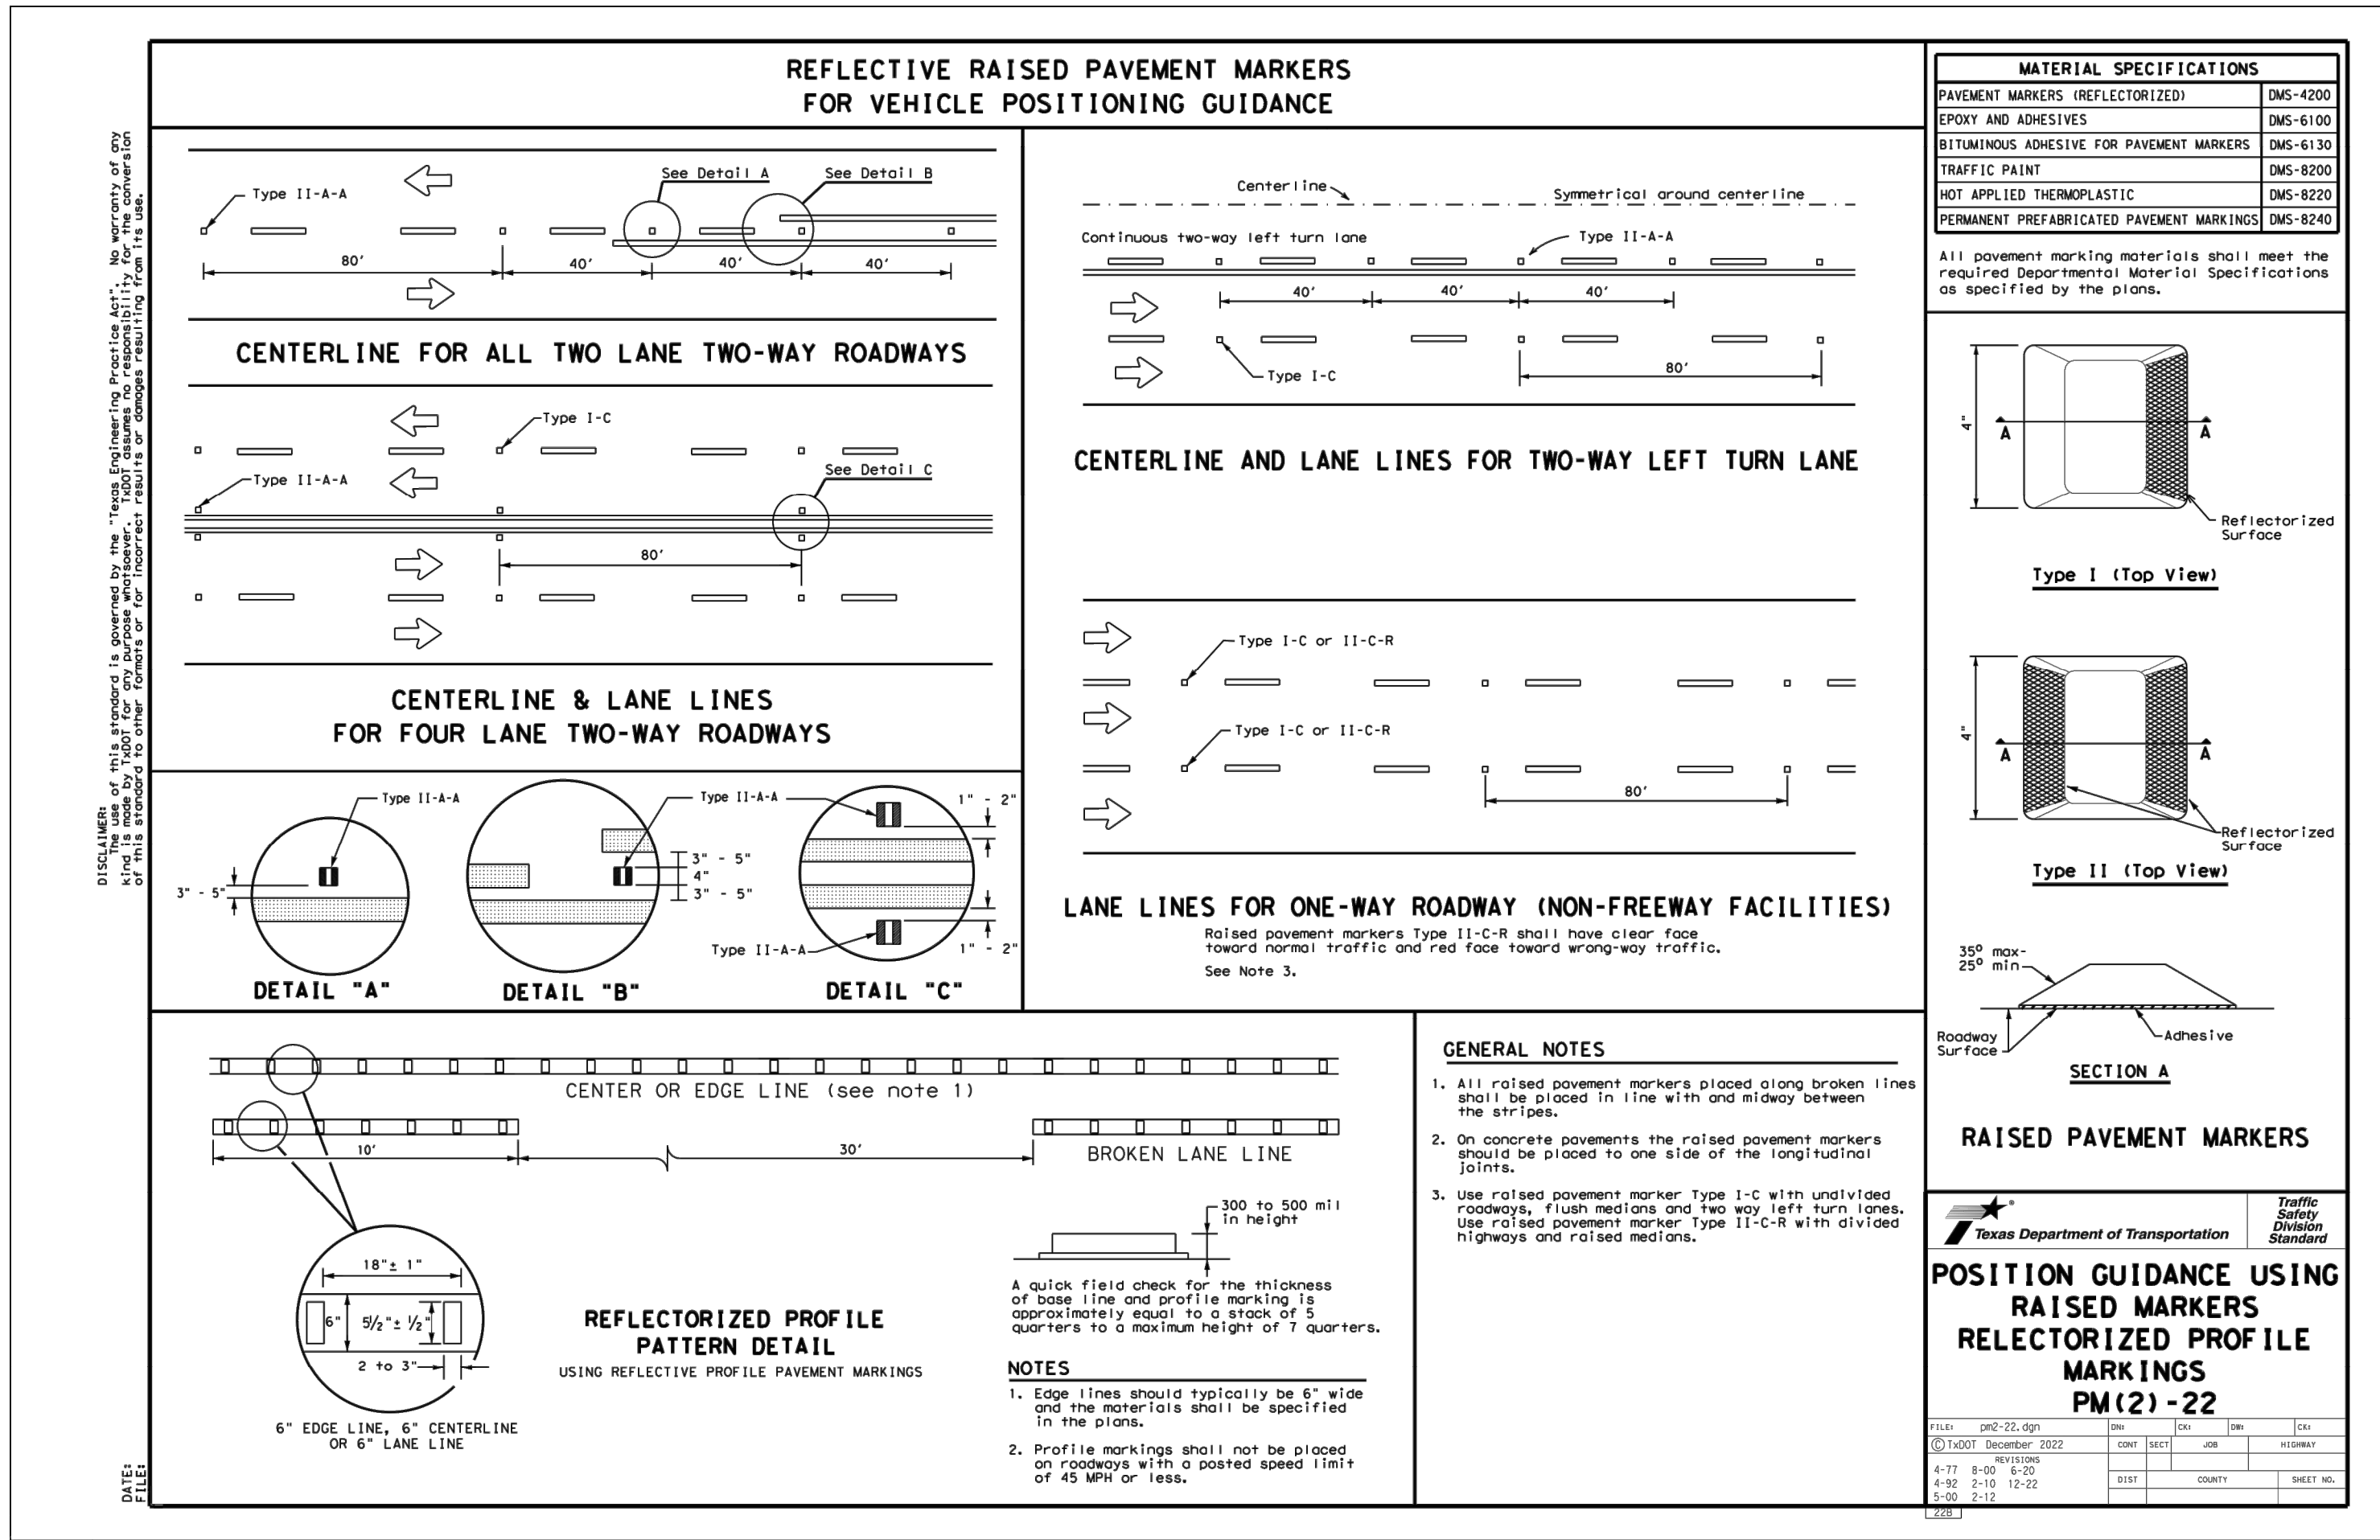 REFLECTIVE RAISED PAVEMENT MARKERS
FOR VEHICLE POSITIONING GUIDANCE
Type II-A-A
See Detail A
See Detail B
80'
40'
40'
40'
CENTERLINE FOR ALL TWO LANE TWO-WAY ROADWAYS
Type I-C
Type II-A-A
See Detail C
80'
CENTERLINE & LANE LINES
FOR FOUR LANE TWO-WAY ROADWAYS
Type II-A-A
3" - 5"
DETAIL "A"
Type II-A-A
3" - 5"
4"
3" - 5"
DETAIL "B"
1" - 2"
Type II-A-A
1" - 2"
DETAIL "C"
Centerline
Symmetrical around centerline
Continuous two-way left turn lane
Type II-A-A
40'
40'
40'
Type I-C
80'
CENTERLINE AND LANE LINES FOR TWO-WAY LEFT TURN LANE
Type I-C or II-C-R
Type I-C or II-C-R
80'
LANE LINES FOR ONE-WAY ROADWAY (NON-FREEWAY FACILITIES)
Raised pavement markers Type II-C-R shall have clear face
toward normal traffic and red face toward wrong-way traffic.
See Note 3.
CENTER OR EDGE LINE (see note 1)
10'
30'
BROKEN LANE LINE
18"± 1"
6"
5½"± ½"
2 to 3"
6" EDGE LINE, 6" CENTERLINE
OR 6" LANE LINE
REFLECTORIZED PROFILE
PATTERN DETAIL
USING REFLECTIVE PROFILE PAVEMENT MARKINGS
300 to 500 mil
in height
A quick field check for the thickness
of base line and profile marking is
approximately equal to a stack of 5
quarters to a maximum height of 7 quarters.
NOTES
1. Edge lines should typically be 6" wide
and the materials shall be specified
in the plans.
2. Profile markings shall not be placed
on roadways with a posted speed limit
of 45 MPH or less.
GENERAL NOTES
1. All raised pavement markers placed along broken lines
shall be placed in line with and midway between
the stripes.
2. On concrete pavements the raised pavement markers
should be placed to one side of the longitudinal
joints.
3. Use raised pavement marker Type I-C with undivided
roadways, flush medians and two way left turn lanes.
Use raised pavement marker Type II-C-R with divided
highways and raised medians.
MATERIAL SPECIFICATIONS
PAVEMENT MARKERS (REFLECTORIZED) DMS-4200
EPOXY AND ADHESIVES DMS-6100
BITUMINOUS ADHESIVE FOR PAVEMENT MARKERS DMS-6130
TRAFFIC PAINT DMS-8200
HOT APPLIED THERMOPLASTIC DMS-8220
PERMANENT PREFABRICATED PAVEMENT MARKINGS DMS-8240
All pavement marking materials shall meet the
required Departmental Material Specifications
as specified by the plans.
4"
A
A
Reflectorized
Surface
Type I (Top View)
4"
A
A
Reflectorized
Surface
Type II (Top View)
35° max-
25° min
Roadway
Surface
Adhesive
SECTION A
RAISED PAVEMENT MARKERS
®
Texas Department of Transportation
Traffic
Safety
Division
Standard
POSITION GUIDANCE USING
RAISED MARKERS
RELECTORIZED PROFILE
MARKINGS
PM(2)-22
FILE: pm2-22.dgn DN: CK: DW: CK:
© TxDOT December 2022 CONT SECT JOB HIGHWAY
REVISIONS
4-77 8-00 6-20
4-92 2-10 12-22
5-00 2-12
DIST COUNTY SHEET NO.
22B
DISCLAIMER:
The use of this standard is governed by the "Texas Engineering Practice Act". No warranty of any
kind is made by TxDOT for any purpose whatsoever. TxDOT assumes no responsibility for the conversion
of this standard to other formats or for incorrect results or damages resulting from its use.
DATE:
FILE: